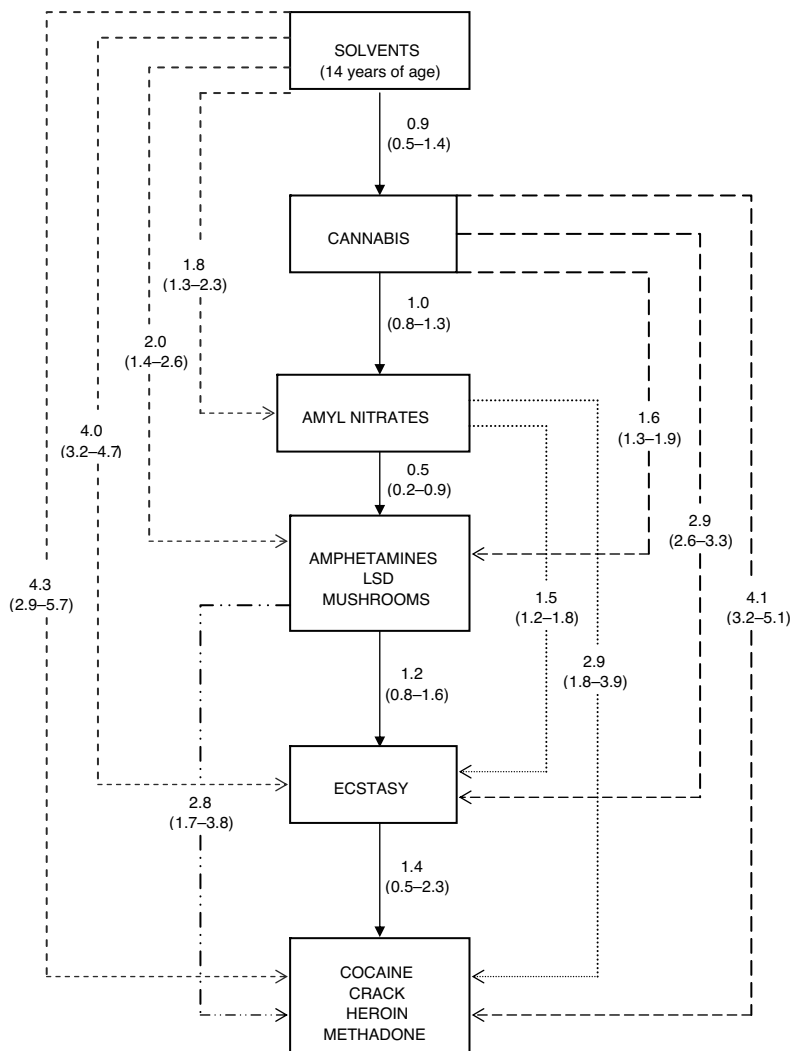 SOLVENTS
(14 years of age)
0.9
(0.5–1.4)
CANNABIS
1.8
(1.3–2.3)
1.0
(0.8–1.3)
2.0
(1.4–2.6)
AMYL NITRATES
1.6
(1.3–1.9)
4.0
(3.2–4.7)
0.5
(0.2–0.9)
2.9
(2.6–3.3)
AMPHETAMINES
LSD
MUSHROOMS
4.3
(2.9–5.7)
1.5
(1.2–1.8)
4.1
(3.2–5.1)
2.9
(1.8–3.9)
1.2
(0.8–1.6)
ECSTASY
2.8
(1.7–3.8)
1.4
(0.5–2.3)
COCAINE
CRACK
HEROIN
METHADONE